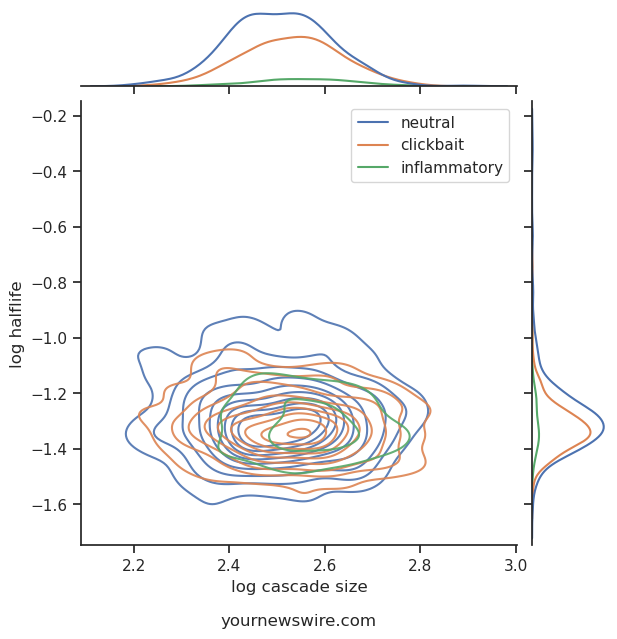 neutral
clickbait
inflammatory
−0.2
−0.4
−0.6
−0.8
−1.0
−1.2
−1.4
−1.6
log halflife
2.2 2.4 2.6 2.8 3.0
log cascade size
yournewswire.com